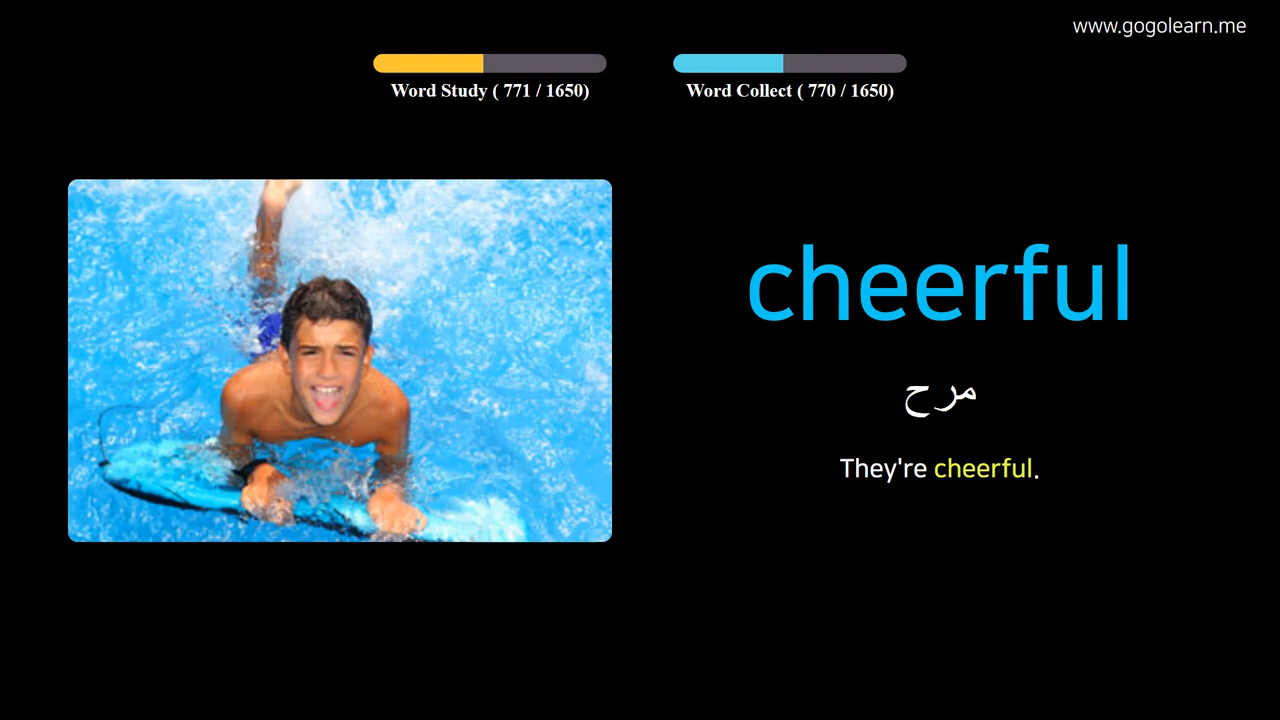 www.gogolearn.me
Word Study ( 771 / 1650)
Word Collect ( 770 / 1650)
cheerful
مرح
They're cheerful.